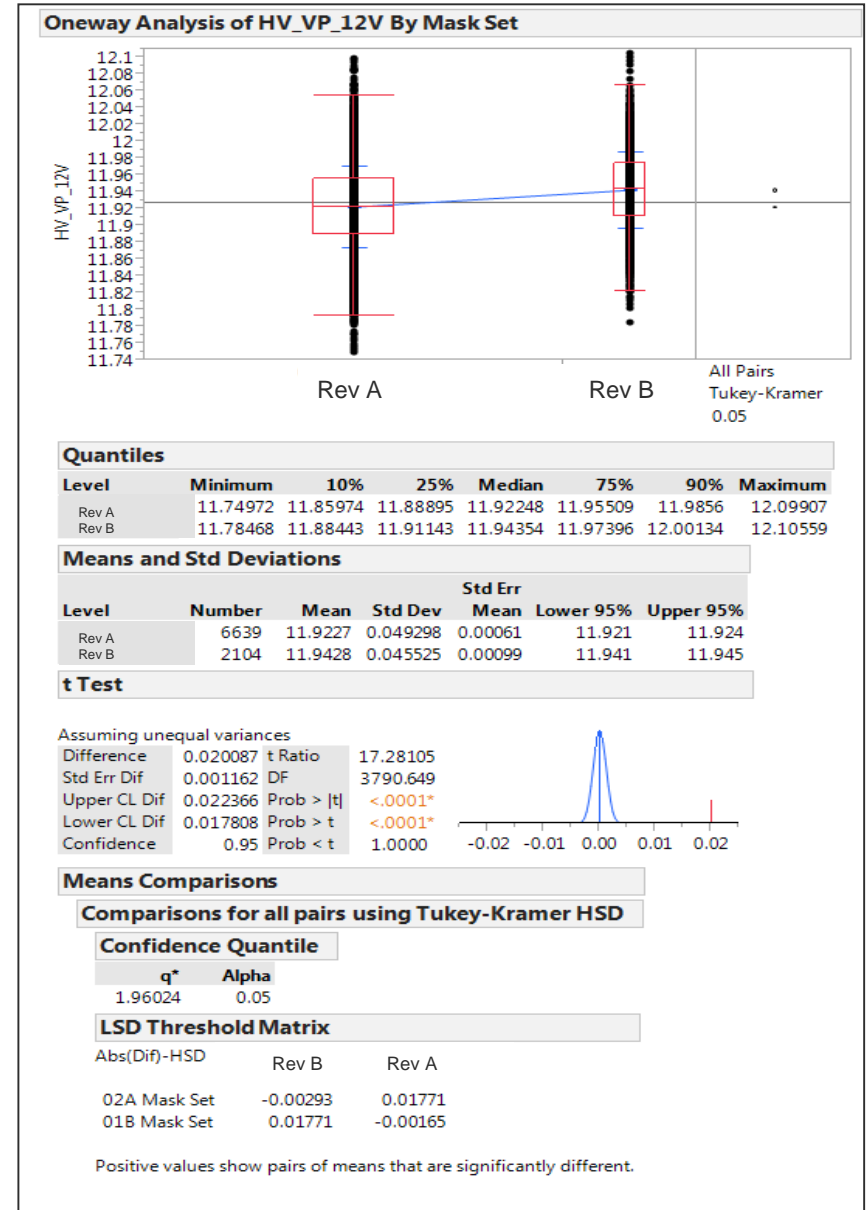 Oneway Analysis of HV_VP_12V By Mask Set
HV_VP_12V
12.1
12.08
12.06
12.04
12.02
12
11.98
11.96
11.94
11.92
11.9
11.88
11.86
11.84
11.82
11.8
11.78
11.76
11.74
Rev A Rev B
All Pairs
Tukey-Kramer
0.05
Quantiles
Level Minimum 10% 25% Median 75% 90% Maximum
Rev A 11.74972 11.85974 11.88895 11.92248 11.95509 11.9856 12.09907
Rev B 11.78468 11.88443 11.91143 11.94354 11.97396 12.00134 12.10559
Means and Std Deviations
Std Err
Level Number Mean Std Dev Mean Lower 95% Upper 95%
Rev A 6639 11.9227 0.049298 0.00061 11.921 11.924
Rev B 2104 11.9428 0.045525 0.00099 11.941 11.945
t Test
Assuming unequal variances
Difference 0.020087 t Ratio 17.28105
Std Err Dif 0.001162 DF 3790.649
Upper CL Dif 0.022366 Prob > |t| <.0001*
Lower CL Dif 0.017808 Prob > t <.0001*
Confidence 0.95 Prob < t 1.0000
-0.02 -0.01 0.00 0.01 0.02
Means Comparisons
Comparisons for all pairs using Tukey-Kramer HSD
Confidence Quantile
q* Alpha
1.96024 0.05
LSD Threshold Matrix
Abs(Dif)-HSD Rev B Rev A
02A Mask Set -0.00293 0.01771
01B Mask Set 0.01771 -0.00165
Positive values show pairs of means that are significantly different.